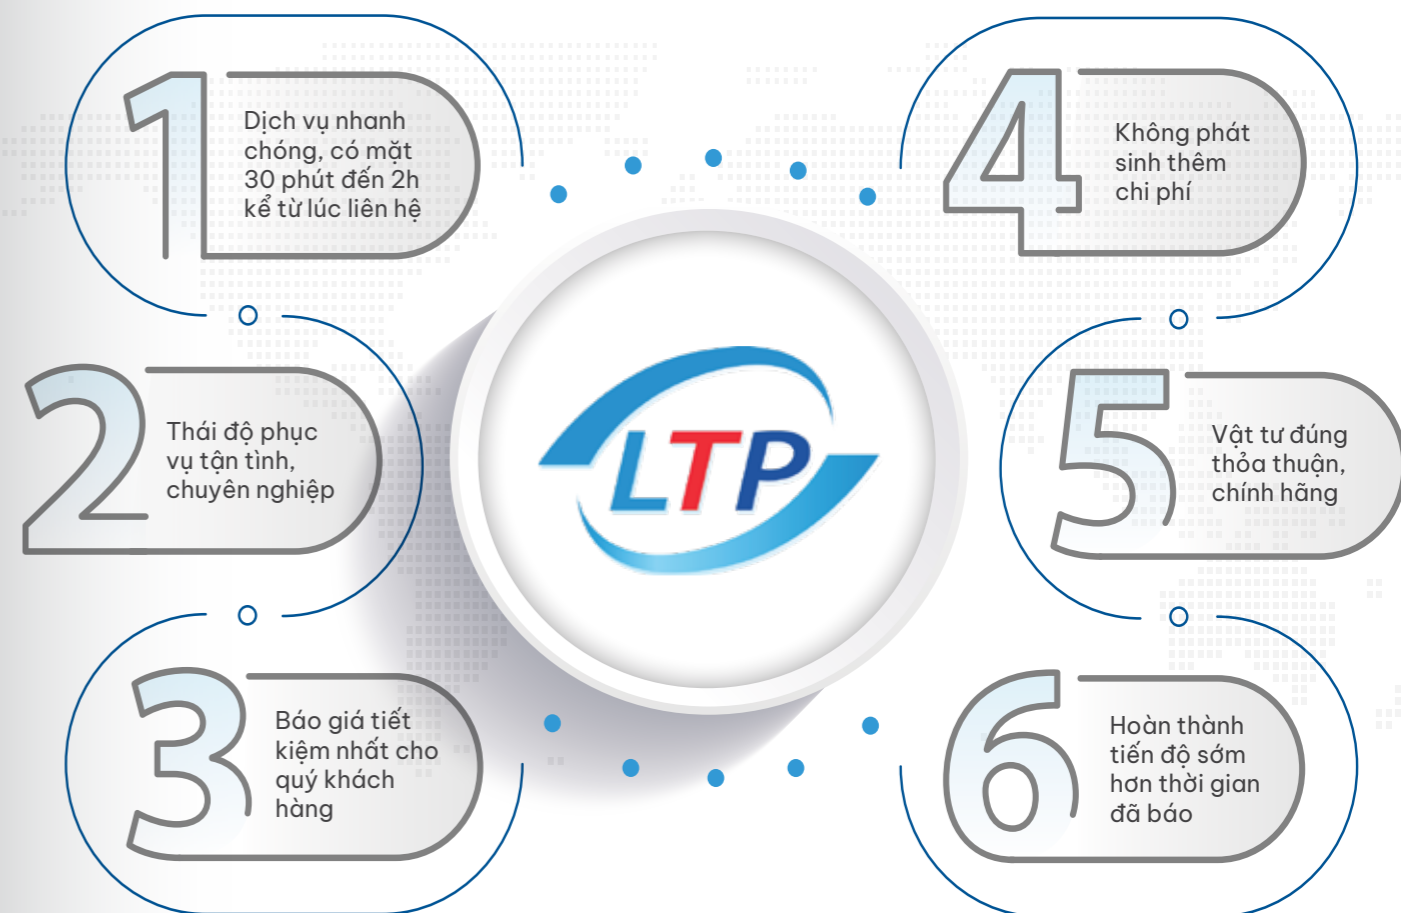 1
Dịch vụ nhanh
chóng, có mặt
30 phút đến 2h
kể từ lúc liên hệ
2
Thái độ phục
vụ tận tình,
chuyên nghiệp
3
Báo giá tiết
kiệm nhất cho
quý khách
hàng
LTP
4
Không phát
sinh thêm
chi phí
5
Vật tư đúng
thỏa thuận,
chính hãng
6
Hoàn thành
tiến độ sớm
hơn thời gian
đã báo